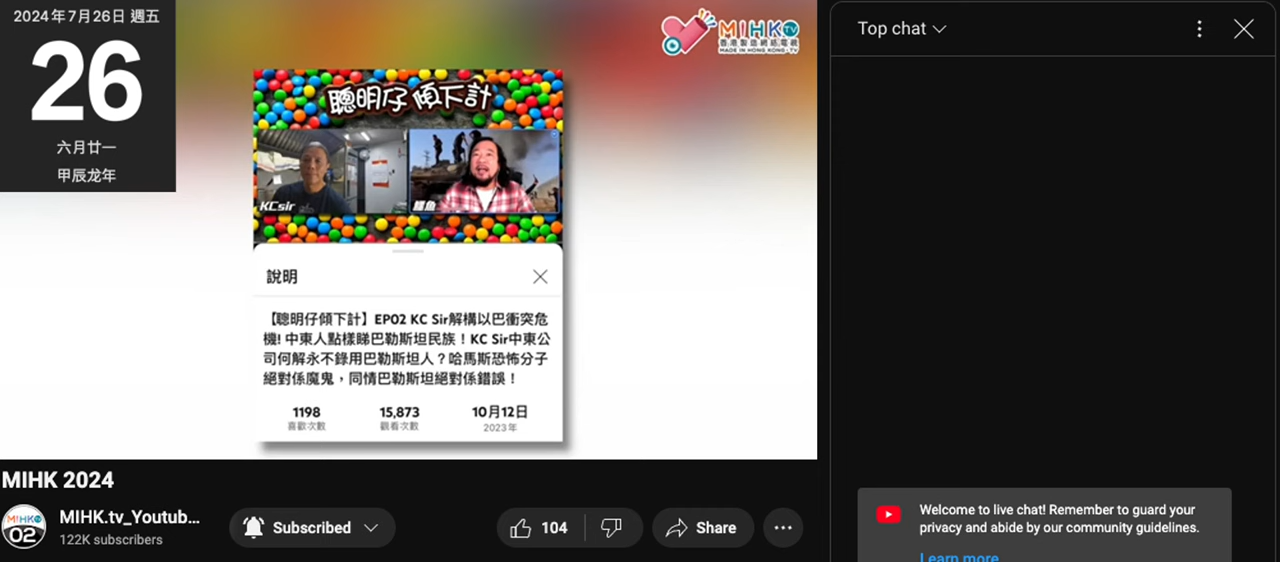 2024年7月26日 週五
26
六月廿一
甲辰龙年
MIHK TV
香港製造網絡電視
MADE IN HONG KONG · TV
聰明仔 傾下計
KCsir
鱷魚
說明
【聰明仔傾下計】EP02 KC Sir解構以巴衝突危
機! 中東人點樣睇巴勒斯坦民族！KC Sir中東公
司何解永不錄用巴勒斯坦人？哈馬斯恐怖分子
絕對係魔鬼，同情巴勒斯坦絕對係錯誤！
1198 15,873 10月12日
喜歡次數 觀看次數 2023年
MIHK 2024
MIHK TV
02
MIHK.tv_Youtub...
122K subscribers
Subscribed
104
Share
Top chat
Welcome to live chat! Remember to guard your
privacy and abide by our community guidelines.
Learn more